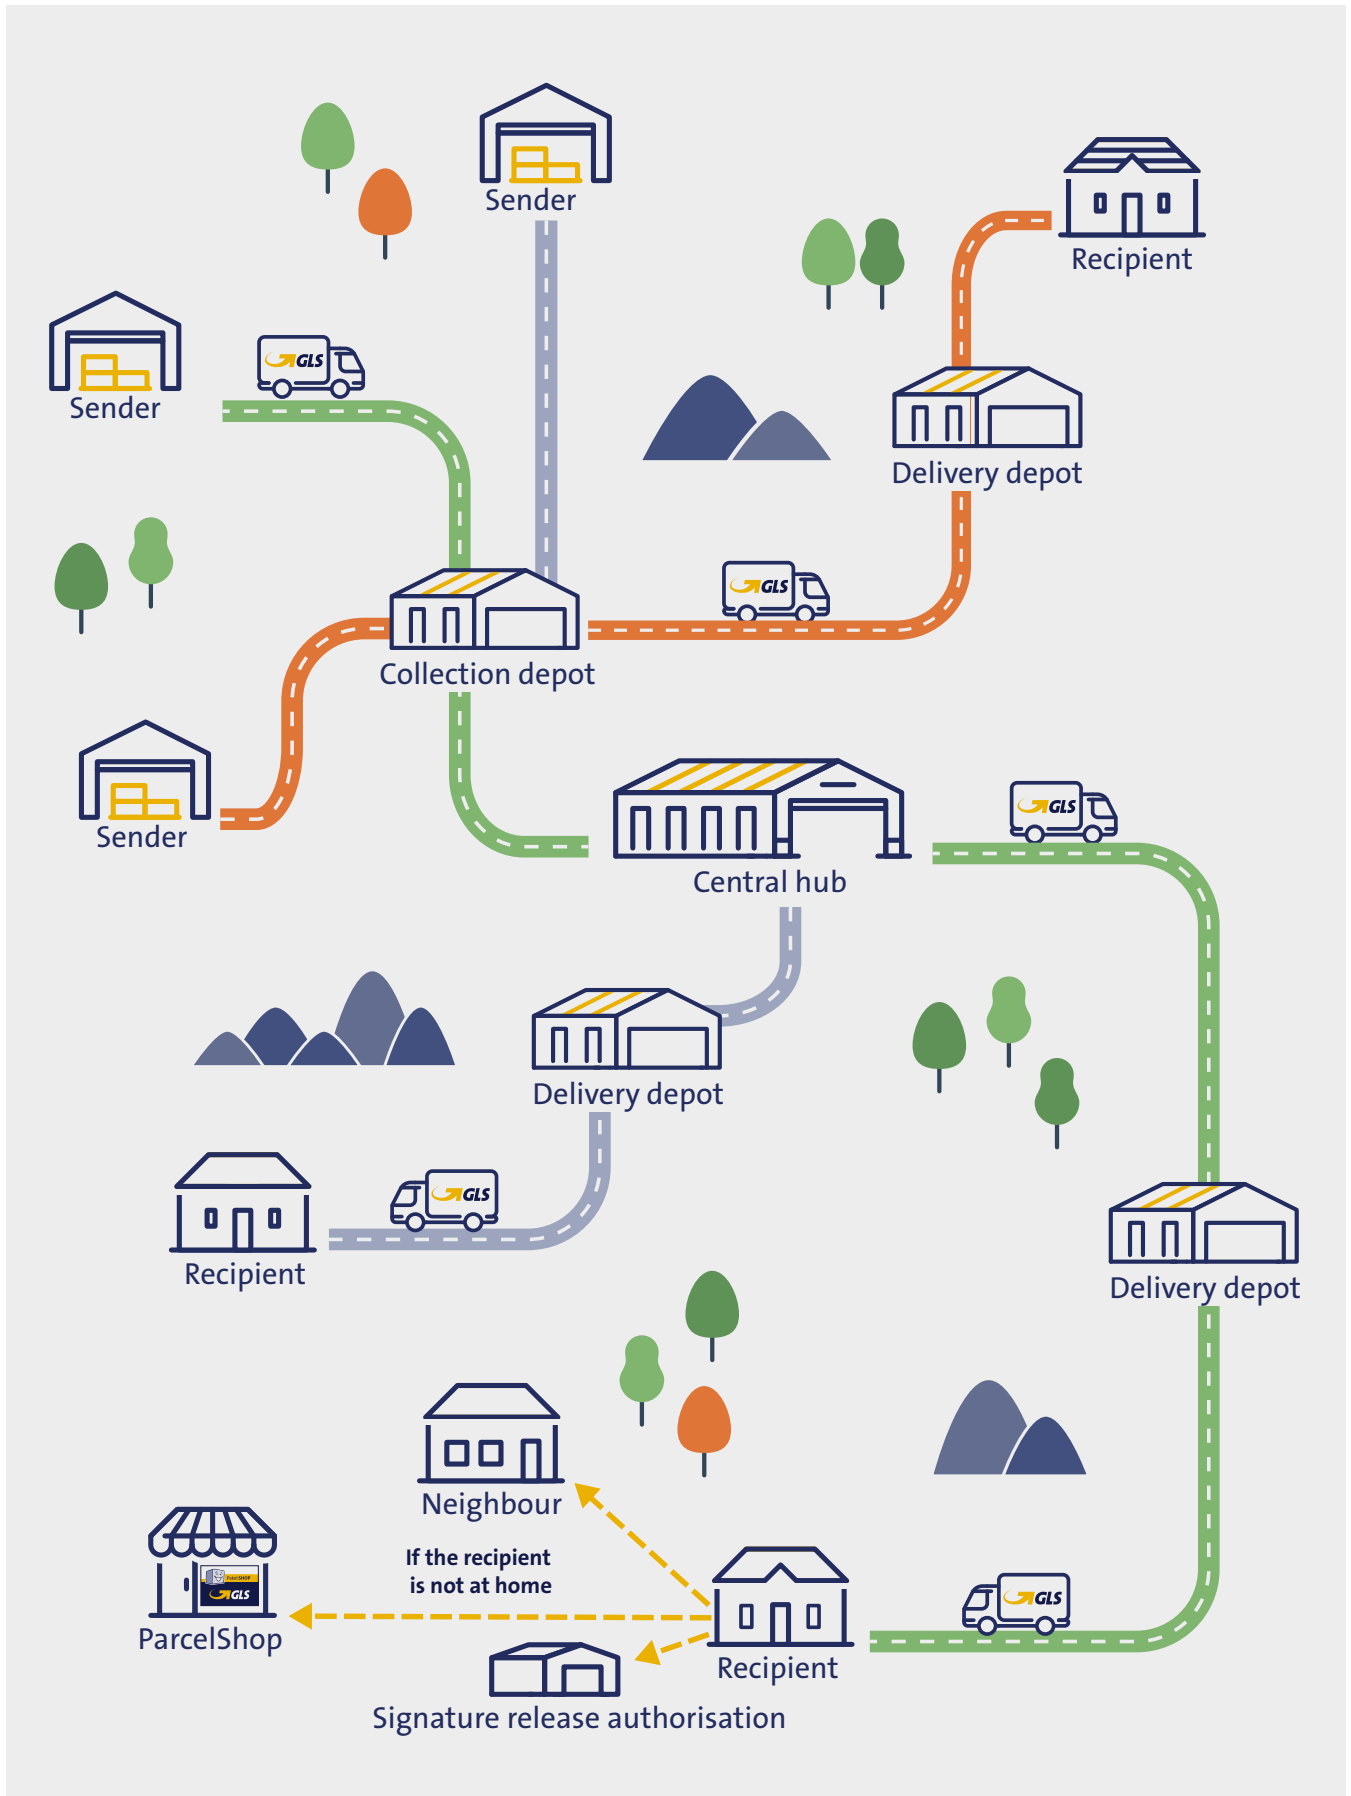 Sender
Recipient
Sender
GLS
Delivery depot
GLS
Collection depot
Sender
GLS
Central hub
Delivery depot
GLS
Recipient
Delivery depot
Neighbour
If the recipient
is not at home
PaketSHOP
GLS
GLS
ParcelShop
Recipient
Signature release authorisation